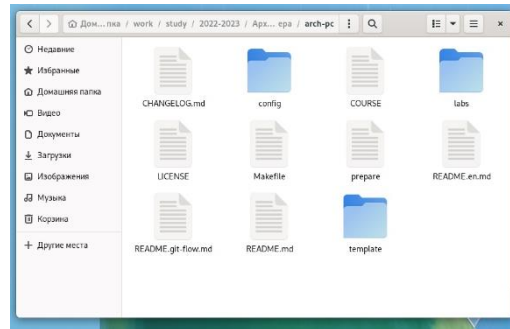 Дом...пка / work / study / 2022-2023 / Арх... ера / arch-pc
Недавние
Избранные
Домашняя папка
Видео
Документы
Загрузки
Изображения
Музыка
Корзина
+ Другие места
CHANGELOG.md
config
COURSE
labs
LICENSE
Makefile
prepare
README.en.md
README.git-flow.md
README.md
template